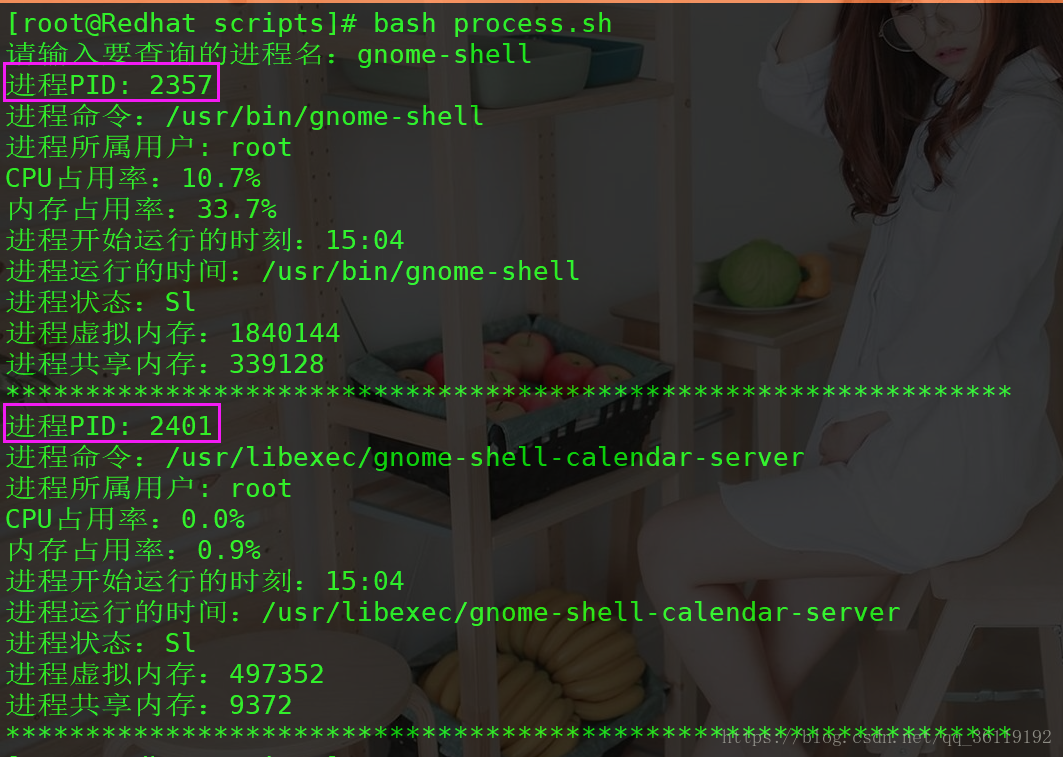 [root@Redhat scripts]# bash process.sh
请输入要查询的进程名：gnome-shell
进程PID: 2357
进程命令：/usr/bin/gnome-shell
进程所属用户: root
CPU占用率：10.7%
内存占用率：33.7%
进程开始运行的时刻：15:04
进程运行的时间：/usr/bin/gnome-shell
进程状态：Sl
进程虚拟内存：1840144
进程共享内存：339128
***************************************************************
进程PID: 2401
进程命令：/usr/libexec/gnome-shell-calendar-server
进程所属用户: root
CPU占用率：0.0%
内存占用率：0.9%
进程开始运行的时刻：15:04
进程运行的时间：/usr/libexec/gnome-shell-calendar-server
进程状态：Sl
进程虚拟内存：497352
进程共享内存：9372
***************************************************************
https://blog.csdn.net/qq_36119192